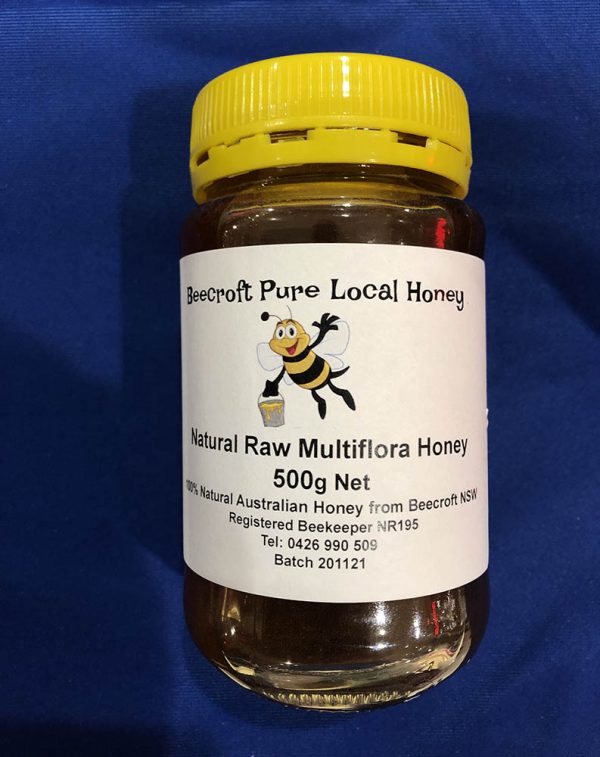 Beecroft Pure Local Honey
Natural Raw Multiflora Honey
500g Net
100% Natural Australian Honey from Beecroft NSW
Registered Beekeeper NR195
Tel: 0426 990 509
Batch 201121